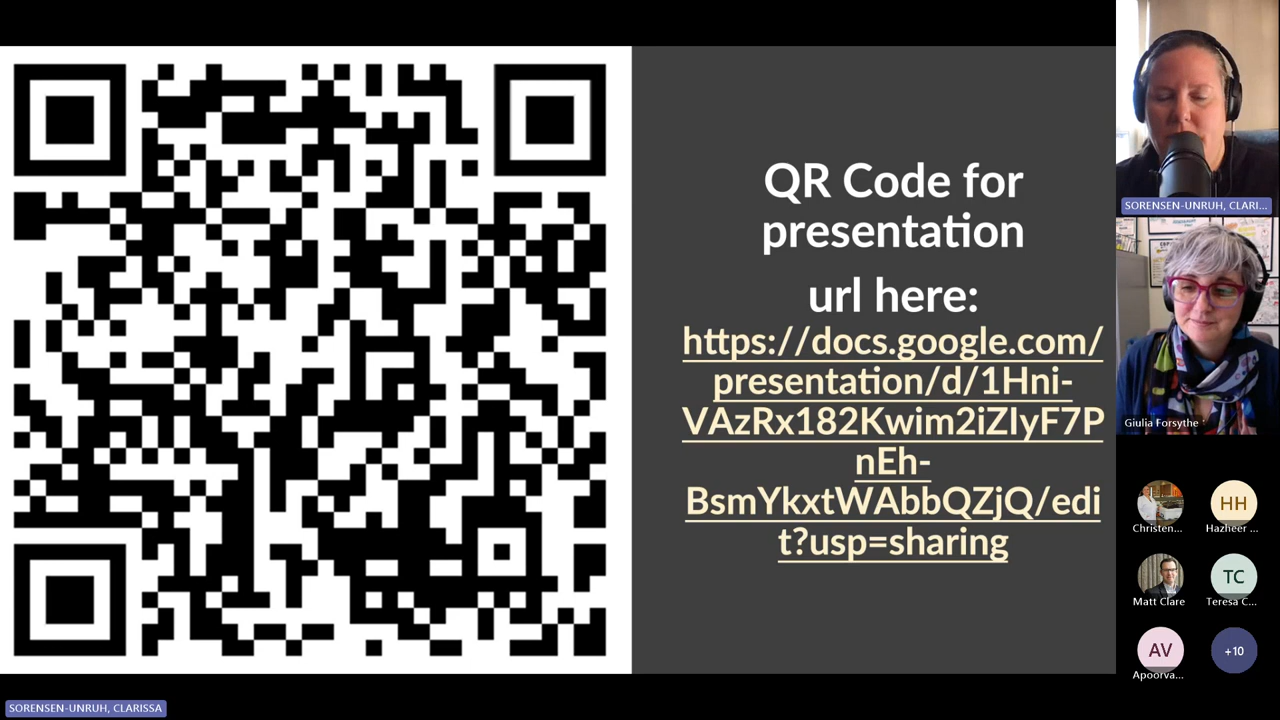 QR Code for
presentation
url here:
https://docs.google.com/
presentation/d/1Hni-
VAzRx182Kwim2iZIyF7P
nEh-
BsmYkxtWAbbQZjQ/edi
t?usp=sharing
SORENSEN-UNRUH, CLARI...
Giulia Forsythe
Christen...
HH
Hazheer ...
Matt Clare
TC
Teresa C...
AV
Apoorva...
+10
SORENSEN-UNRUH, CLARISSA